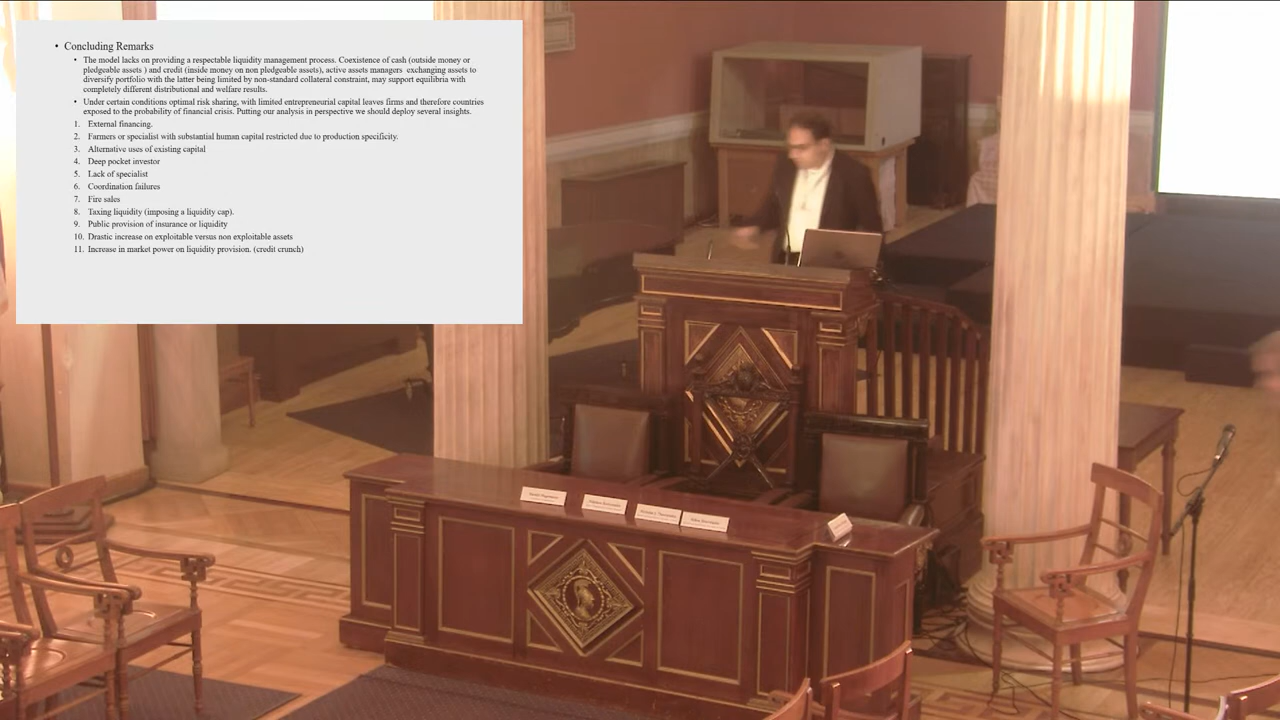 • Concluding Remarks
• The model lacks on providing a respectable liquidity management process. Coexistence of cash (outside money or
pledgeable assets ) and credit (inside money on non pledgeable assets), active assets managers exchanging assets to
diversify portfolio with the latter being limited by non-standard collateral constraint, may support equilibria with
completely different distributional and welfare results.
• Under certain conditions optimal risk sharing, with limited entrepreneurial capital leaves firms and therefore countries
exposed to the probability of financial crisis. Putting our analysis in perspective we should deploy several insights.
1. External financing.
2. Farmers or specialist with substantial human capital restricted due to production specificity.
3. Alternative uses of existing capital
4. Deep pocket investor
5. Lack of specialist
6. Coordination failures
7. Fire sales
8. Taxing liquidity (imposing a liquidity cap).
9. Public provision of insurance or liquidity
10. Drastic increase on exploitable versus non exploitable assets
11. Increase in market power on liquidity provision. (credit crunch)